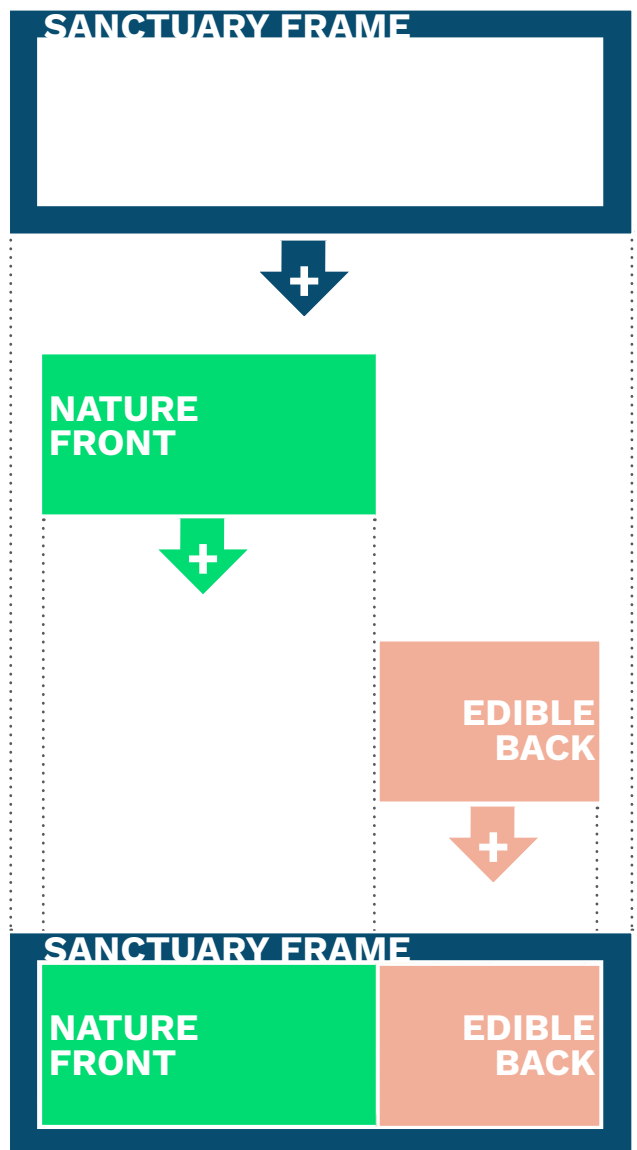 SANCTUARY FRAME
+
NATURE
FRONT
+
EDIBLE
BACK
+
SANCTUARY FRAME
NATURE
FRONT
EDIBLE
BACK